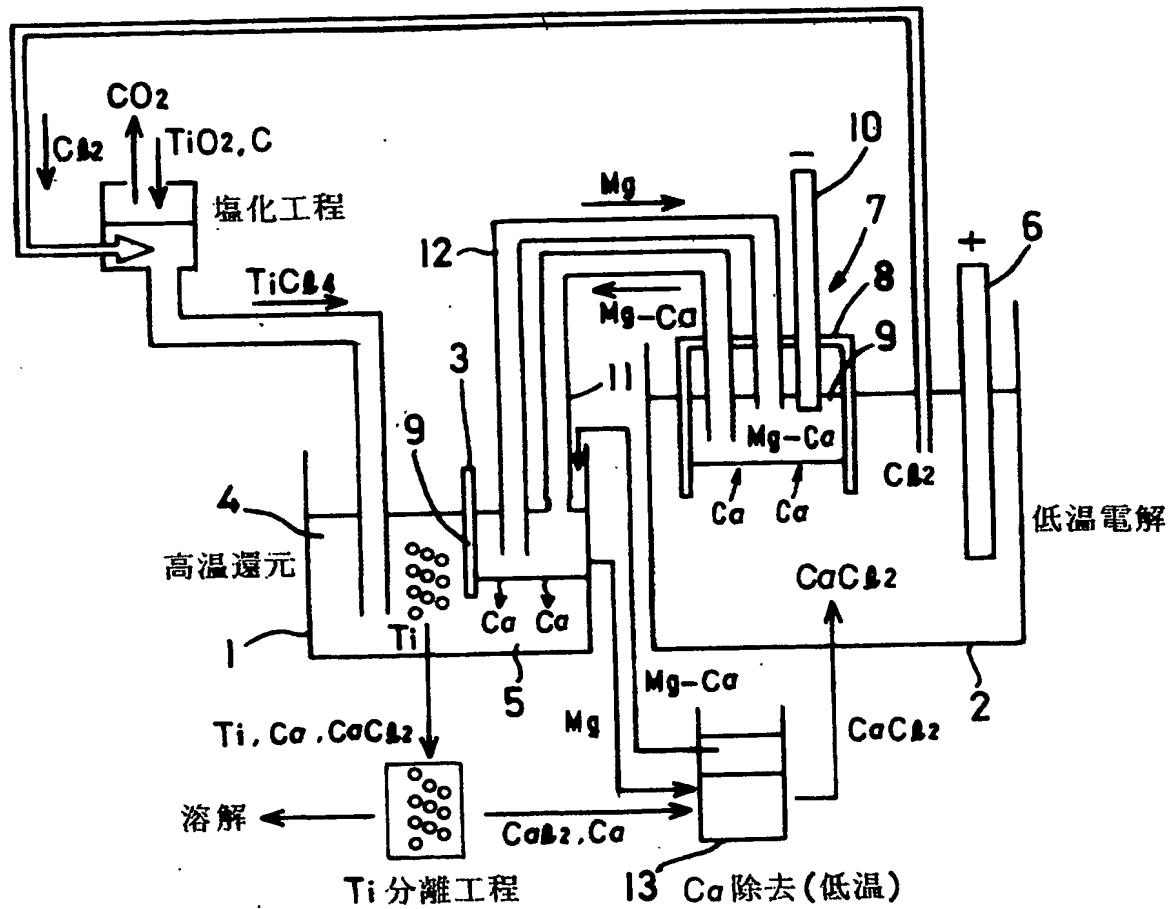 CO2
Cl2
TiO2, C
塩化工程
Mg
10
7
6
12
TiCl4
Mg-Ca
8
9
3
11
9
Mg-Ca
Cl2
4
Ca Ca
低温電解
高温還元
CaCl2
Ca Ca
1
Ti
5
2
Mg-Ca
Mg
Ti, Ca, CaCl2
CaCl2
溶解
Cal2, Ca
Ti分離工程
13 Ca除去(低温)